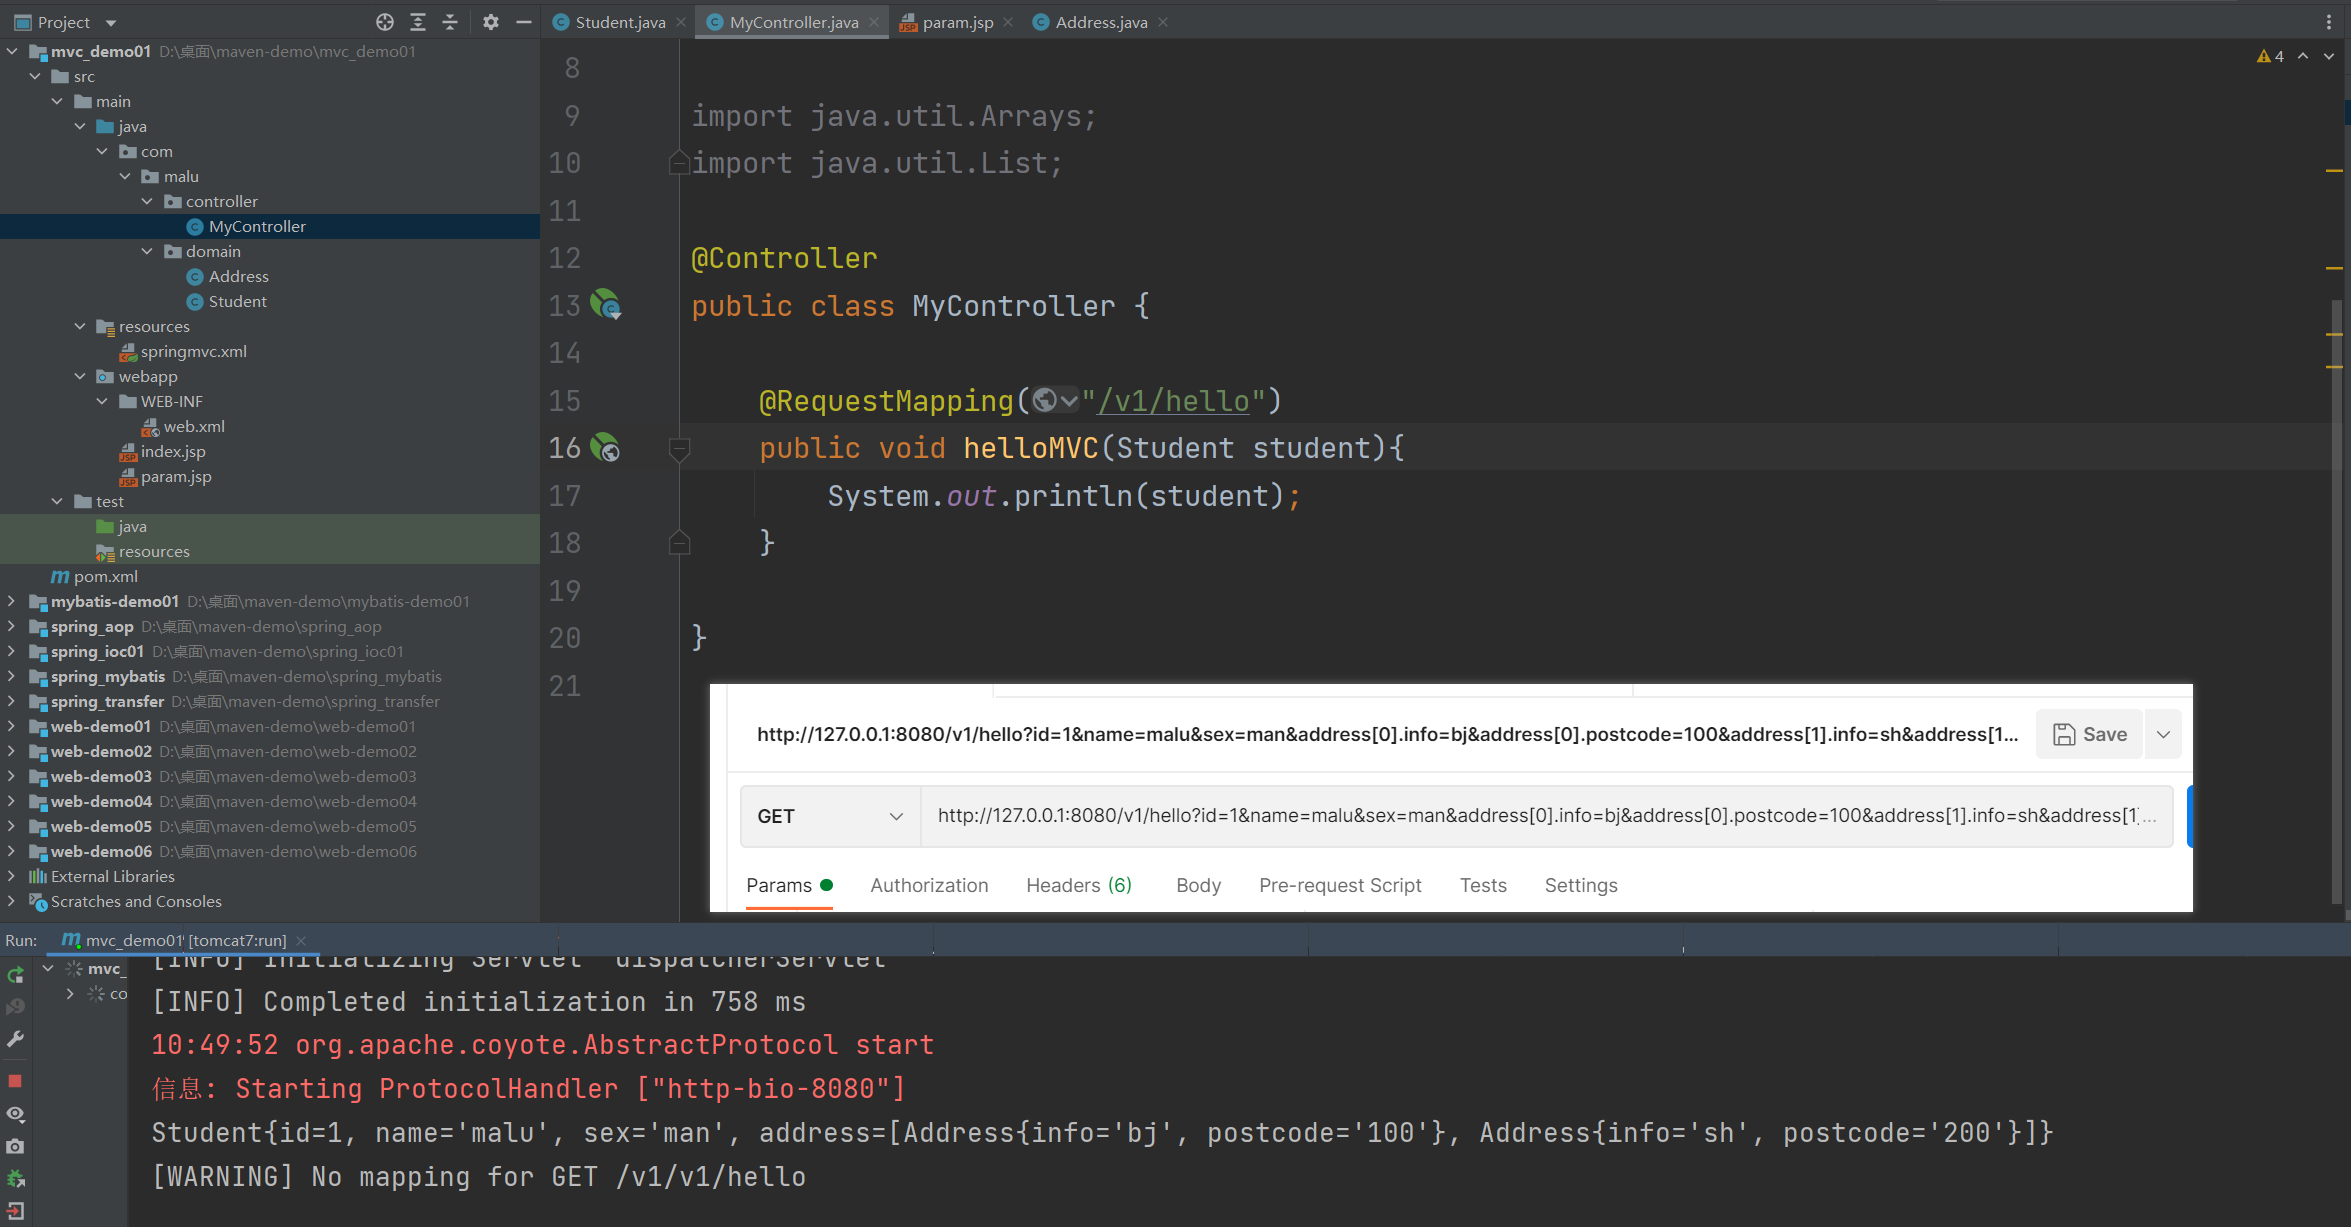 Project
Student.java
MyController.java
param.jsp
Address.java
mvc_demo01 D:\桌面\maven-demo\mvc_demo01
src
main
java
com
malu
controller
MyController
domain
Address
Student
resources
springmvc.xml
webapp
WEB-INF
web.xml
index.jsp
param.jsp
test
java
resources
pom.xml
mybatis-demo01 D:\桌面\maven-demo\mybatis-demo01
spring_aop D:\桌面\maven-demo\spring_aop
spring_ioc01 D:\桌面\maven-demo\spring_ioc01
spring_mybatis D:\桌面\maven-demo\spring_mybatis
spring_transfer D:\桌面\maven-demo\spring_transfer
web-demo01 D:\桌面\maven-demo\web-demo01
web-demo02 D:\桌面\maven-demo\web-demo02
web-demo03 D:\桌面\maven-demo\web-demo03
web-demo04 D:\桌面\maven-demo\web-demo04
web-demo05 D:\桌面\maven-demo\web-demo05
web-demo06 D:\桌面\maven-demo\web-demo06
External Libraries
Scratches and Consoles
4
8
9 import java.util.Arrays;
10 import java.util.List;
11
12 @Controller
13 public class MyController {
14
15 @RequestMapping("/v1/hello")
16 public void helloMVC(Student student){
17 System.out.println(student);
18 }
19
20 }
21
http://127.0.0.1:8080/v1/hello?id=1&name=malu&sex=man&address[0].info=bj&address[0].postcode=100&address[1].info=sh&address[1...
Save
GET http://127.0.0.1:8080/v1/hello?id=1&name=malu&sex=man&address[0].info=bj&address[0].postcode=100&address[1].info=sh&address[1]...
Params Authorization Headers (6) Body Pre-request Script Tests Settings
Run: mvc_demo01 [tomcat7:run]
mvc_
co
[INFO] Initializing Servlet 'dispatcherServlet'
[INFO] Completed initialization in 758 ms
10:49:52 org.apache.coyote.AbstractProtocol start
信息: Starting ProtocolHandler ["http-bio-8080"]
Student{id=1, name='malu', sex='man', address=[Address{info='bj', postcode='100'}, Address{info='sh', postcode='200'}]}
[WARNING] No mapping for GET /v1/v1/hello